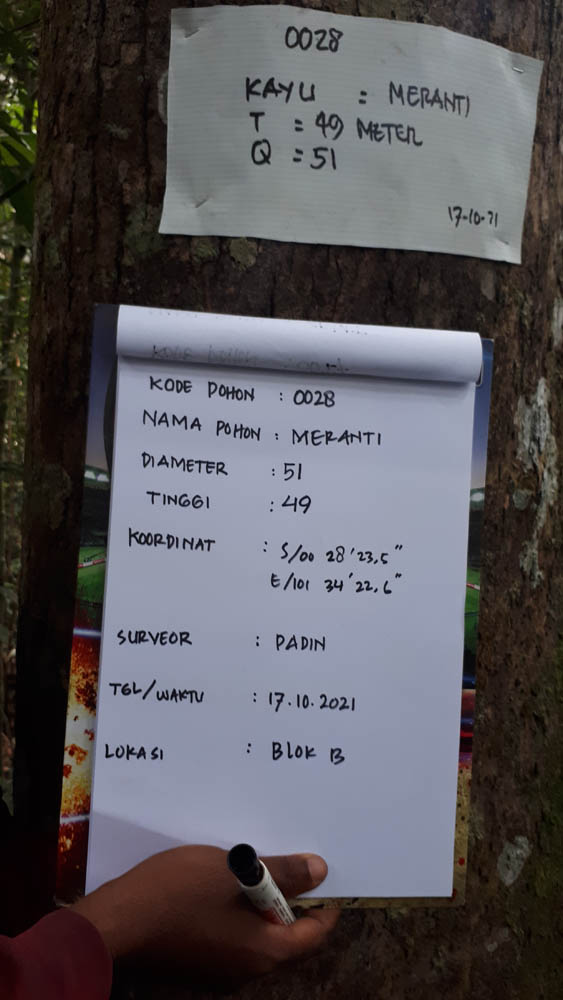 0028
KAYU : MERANTI
T = 49 METER
Q = 51
17-10-21
KODE POHON : 0028
NAMA POHON : MERANTI
DIAMETER : 51
TINGGI : 49
KOORDINAT : S/00 28'23,5"
E/101 34'22,6"
SURVEOR : PADIN
TGL/WAKTU : 17.10.2021
LOKASI : BLOK B